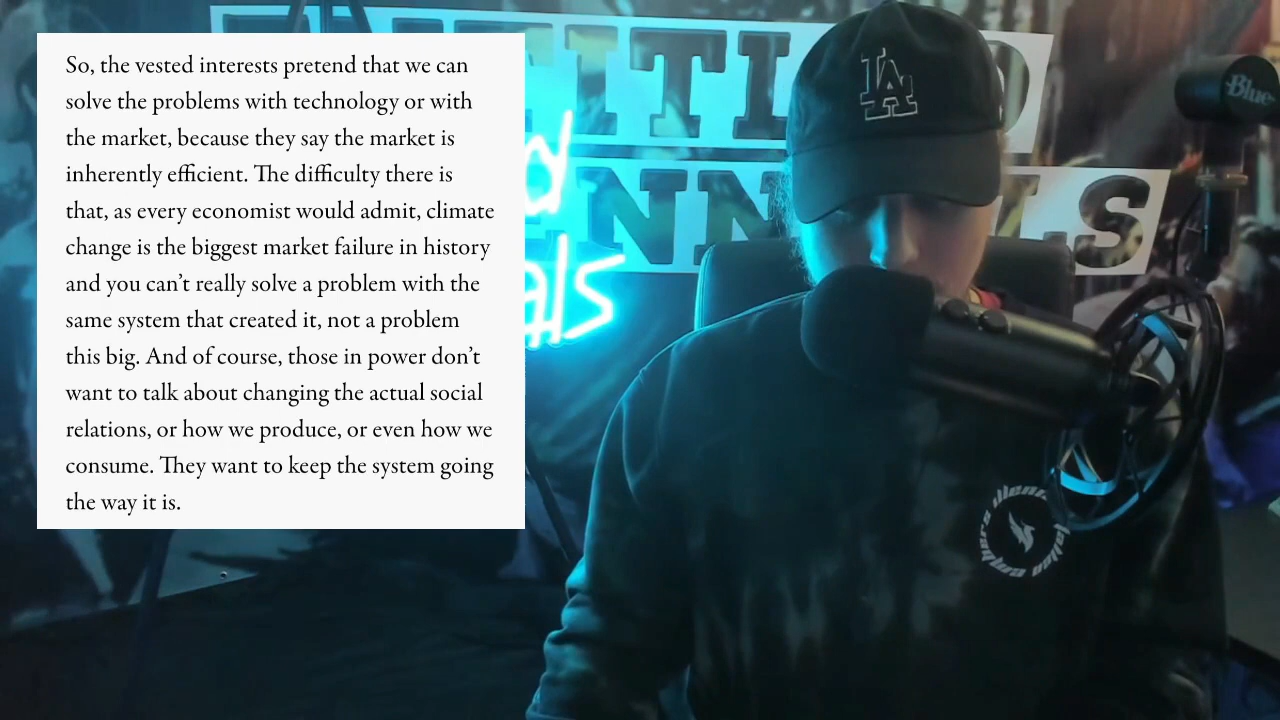 So, the vested interests pretend that we can
solve the problems with technology or with
the market, because they say the market is
inherently efficient. The difficulty there is
that, as every economist would admit, climate
change is the biggest market failure in history
and you can’t really solve a problem with the
same system that created it, not a problem
this big. And of course, those in power don’t
want to talk about changing the actual social
relations, or how we produce, or even how we
consume. They want to keep the system going
the way it is.
LA
Blue